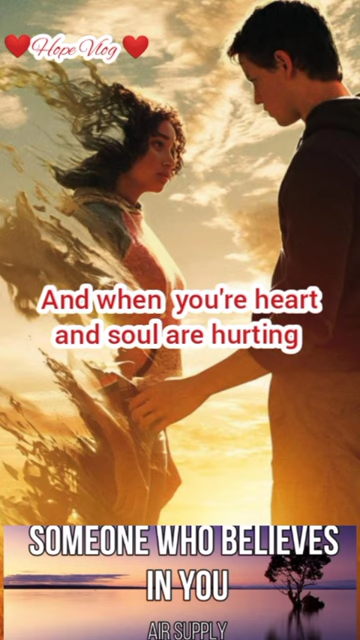 Hope Vlog
And when you're heart
and soul are hurting
SOMEONE WHO BELIEVES
IN YOU
AIR SUPPLY